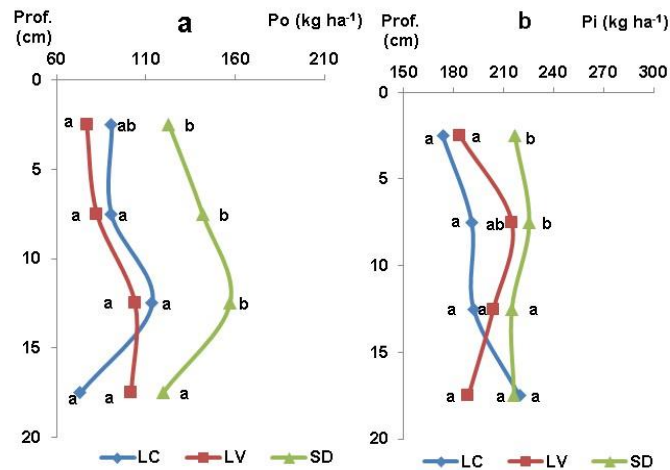 Prof. (cm)
a
Po (kg ha-1)
60 110 160 210
0
5
10
15
20
a ab b
a a b
a a b
a a a
LC LV SD
Prof. (cm)
b
Pi (kg ha-1)
150 180 210 240 270 300
0
5
10
15
20
a a b
a ab b
a a a
a a a
LC LV SD